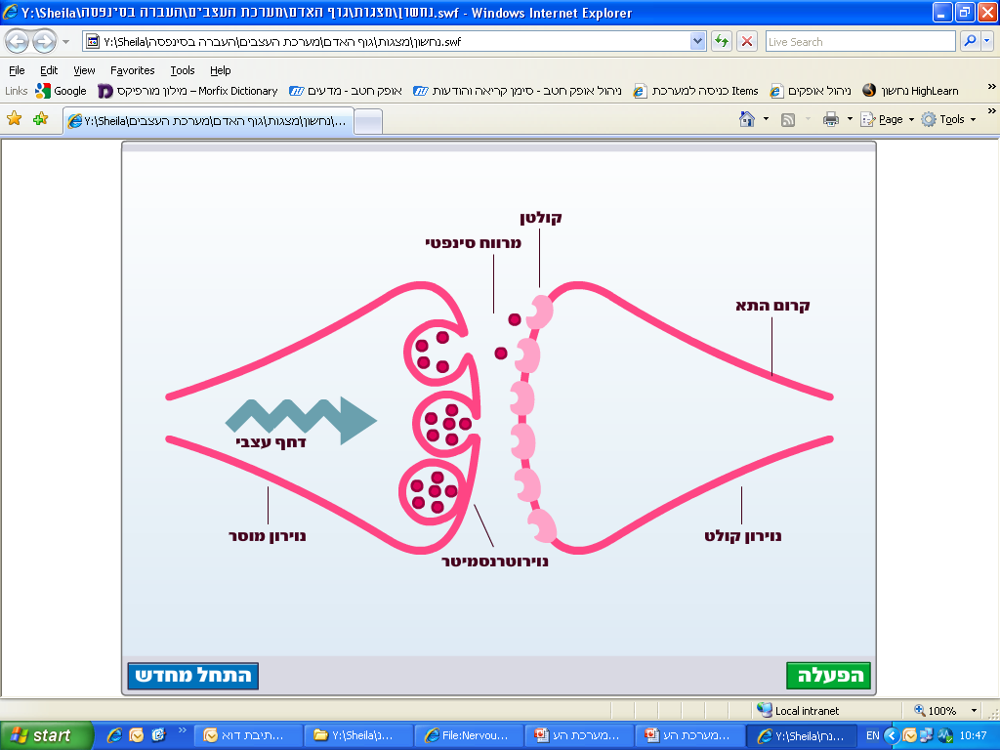 Y:\Sheila\נחשון\מצגות\גוף האדם\מערכת העצבים\העברה בסינפסה.swf - Windows Internet Explorer
Y:\Sheila\נחשון\מצגות\גוף האדם\מערכת העצבים\העברה בסינפסה.swf
Live Search
File Edit View Favorites Tools Help
Links Google Morfix Dictionary – מילון מורפיקס אופק חטב - מדעים ניהול אופק חטב - סימן קריאה והודעות Items כניסה למערכת ניהול אופקים HighLearn נחשון »
Y:\Sheila\נחשון\מצגות\גוף האדם\מערכת העצבים\... Page Tools »
קולטן
מרווח סינפטי
קרום התא
דחף עצבי
נוירון מוסר
נוירון קולט
נוירוטרנסמיטר
התחל מחדש
הפעלה
Local intranet 100%
start » תיבת דוא... Y:\Sheila\נ... File:Nervou... מערכת הע... מערכת הע... Y:\Sheila\נח... EN 10:47